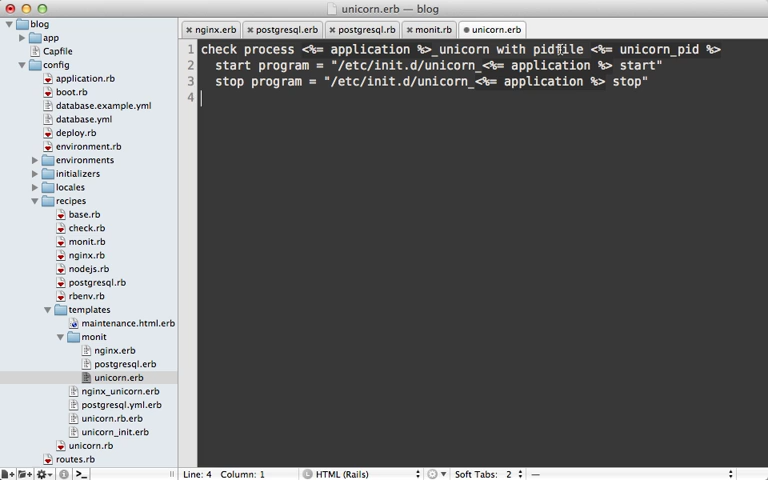 unicorn.erb — blog
blog
app
Capfile
config
application.rb
boot.rb
database.example.yml
database.yml
deploy.rb
environment.rb
environments
initializers
locales
recipes
base.rb
check.rb
monit.rb
nginx.rb
nodejs.rb
postgresql.rb
rbenv.rb
templates
maintenance.html.erb
monit
nginx.erb
postgresql.erb
unicorn.erb
nginx_unicorn.erb
postgresql.yml.erb
unicorn.rb.erb
unicorn_init.erb
unicorn.rb
routes.rb
nginx.erb postgresql.erb postgresql.rb monit.rb unicorn.erb
1 check process <%= application %>_unicorn with pidfile <%= unicorn_pid %>
2 start program = "/etc/init.d/unicorn_<%= application %> start"
3 stop program = "/etc/init.d/unicorn_<%= application %> stop"
4
Line: 4 Column: 1 HTML (Rails) Soft Tabs: 2 —